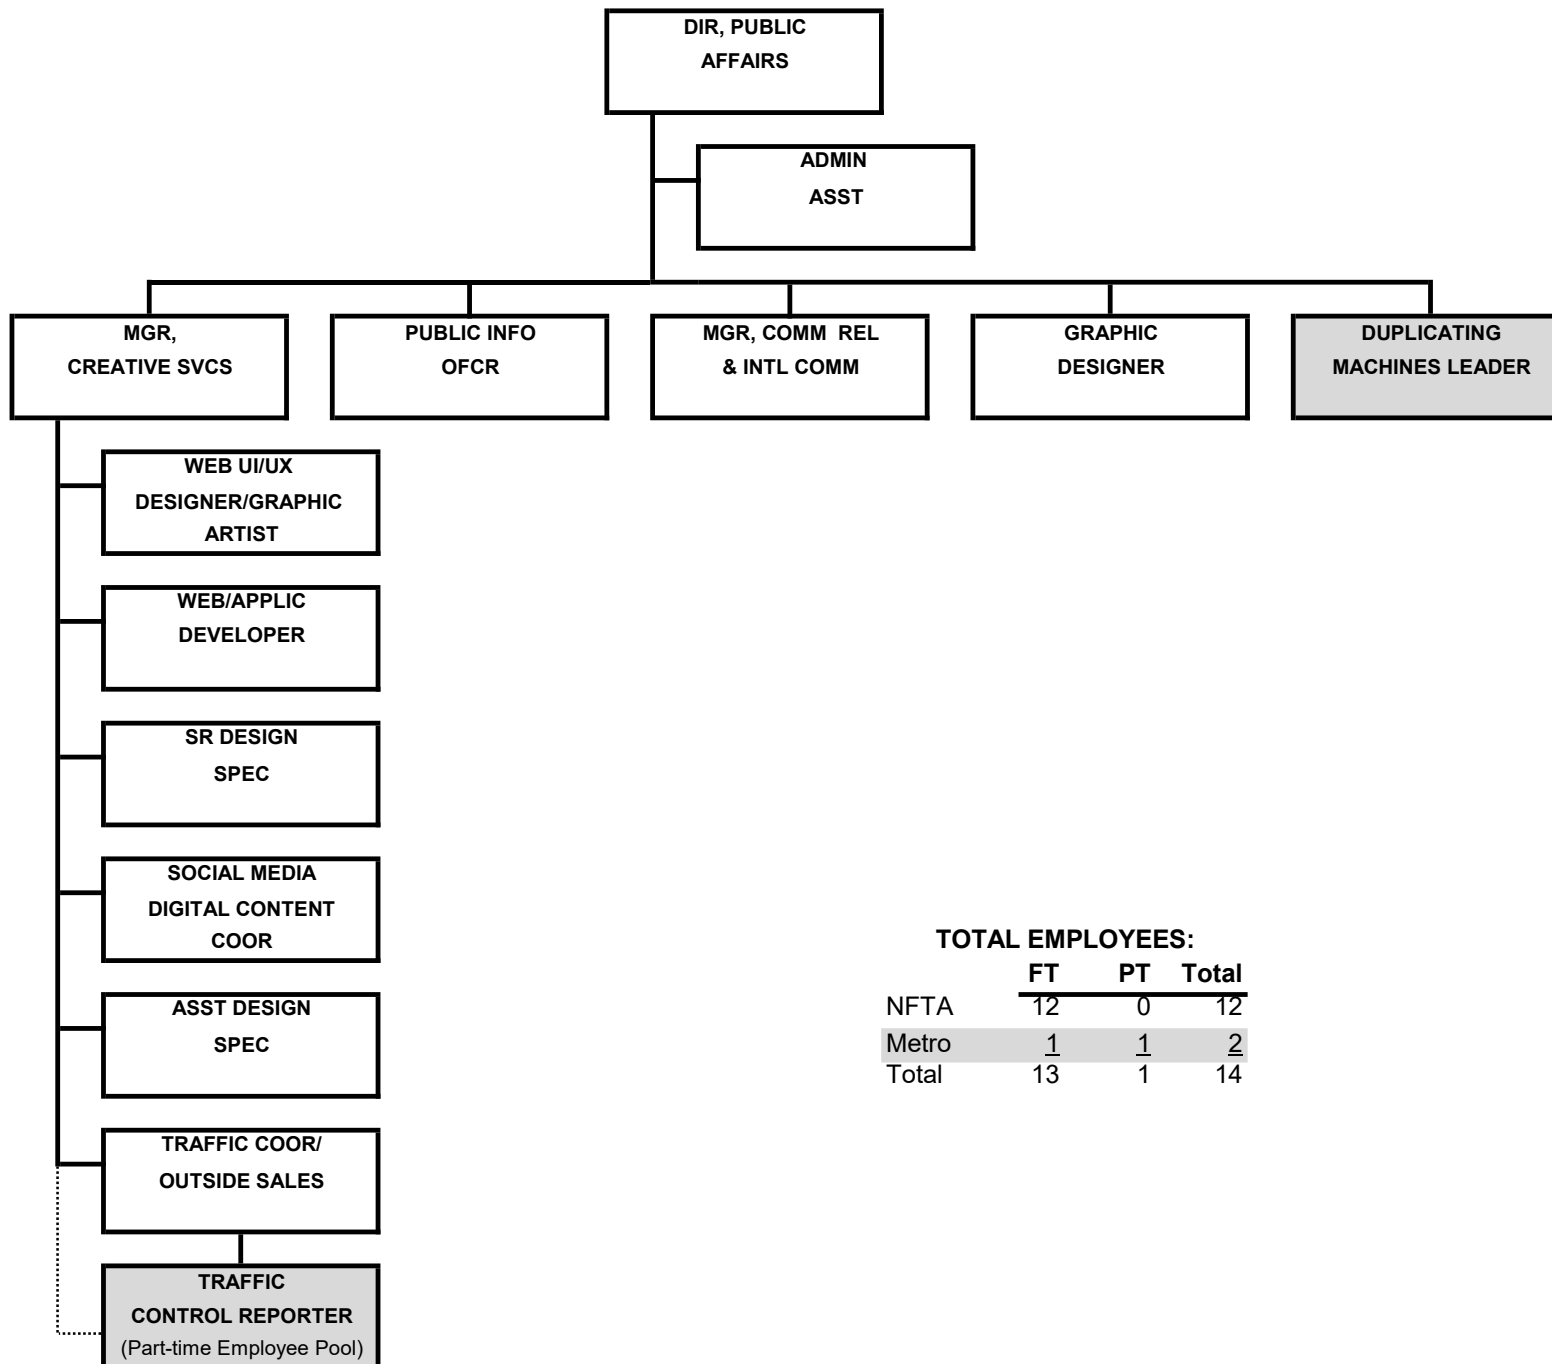 DIR, PUBLIC
AFFAIRS
ADMIN
ASST
MGR,
CREATIVE SVCS
PUBLIC INFO
OFCR
MGR, COMM REL
& INTL COMM
GRAPHIC
DESIGNER
DUPLICATING
MACHINES LEADER
WEB UI/UX
DESIGNER/GRAPHIC
ARTIST
WEB/APPLIC
DEVELOPER
SR DESIGN
SPEC
SOCIAL MEDIA
DIGITAL CONTENT
COOR
ASST DESIGN
SPEC
TRAFFIC COOR/
OUTSIDE SALES
TRAFFIC
CONTROL REPORTER
(Part-time Employee Pool)
TOTAL EMPLOYEES:
FT PT Total
NFTA 12 0 12
Metro 1 1 2
Total 13 1 14